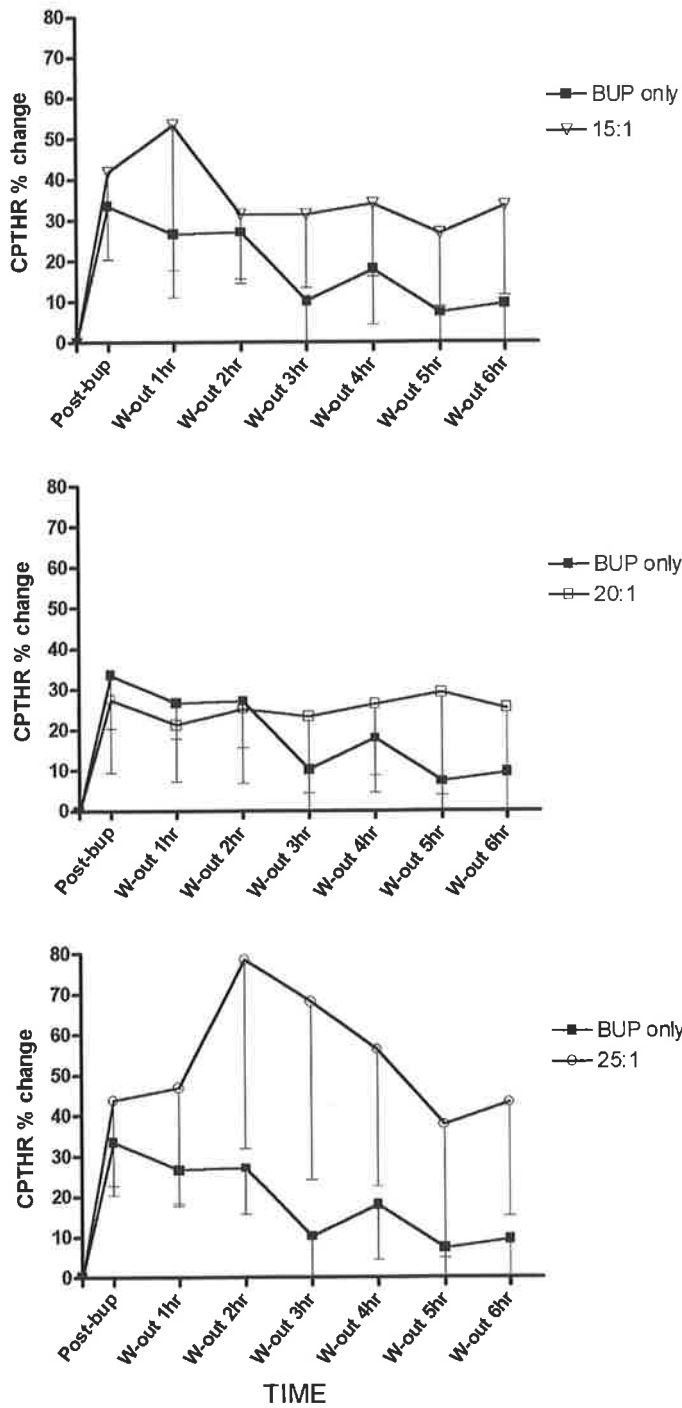 80
70
60
50
40
30
20
10
0
CPTHR % change
BUP only
15:1
Post-bup
W-out 1hr
W-out 2hr
W-out 3hr
W-out 4hr
W-out 5hr
W-out 6hr
80
70
60
50
40
30
20
10
0
CPTHR % change
BUP only
20:1
Post-bup
W-out 1hr
W-out 2hr
W-out 3hr
W-out 4hr
W-out 5hr
W-out 6hr
80
70
60
50
40
30
20
10
0
CPTHR % change
BUP only
25:1
Post-bup
W-out 1hr
W-out 2hr
W-out 3hr
W-out 4hr
W-out 5hr
W-out 6hr
TIME